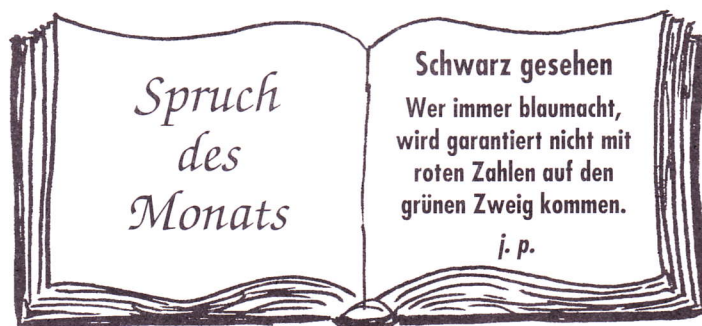 Spruch
des
Monats
Schwarz gesehen
Wer immer blaumacht,
wird garantiert nicht mit
roten Zahlen auf den
grünen Zweig kommen.
j. p.